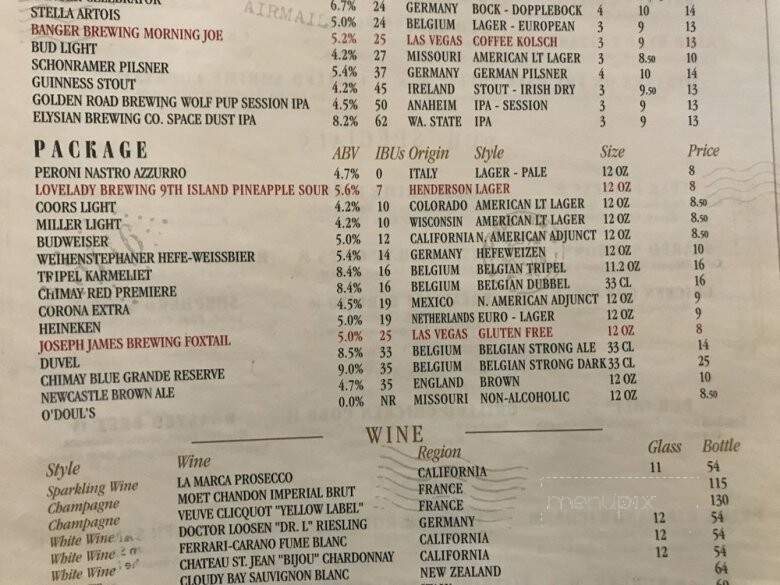 6.7% 24 GERMANY BOCK - DOPPLEBOCK 4 10 14
STELLA ARTOIS 5.0% 24 BELGIUM LAGER - EUROPEAN 3 9 13
BANGER BREWING MORNING JOE 5.2% 25 LAS VEGAS COFFEE KOLSCH 3 9 13
BUD LIGHT 4.2% 27 MISSOURI AMERICAN LT LAGER 3 8.50 10
SCHONRAMER PILSNER 5.4% 37 GERMANY GERMAN PILSNER 4 10 14
GUINNESS STOUT 4.2% 45 IRELAND STOUT - IRISH DRY 3 9.50 13
GOLDEN ROAD BREWING WOLF PUP SESSION IPA 4.5% 50 ANAHEIM IPA - SESSION 3 9 13
ELYSIAN BREWING CO. SPACE DUST IPA 8.2% 62 WA. STATE IPA 3 9 13
AIRMAIL
PACKAGE ABV IBUs Origin Style Size Price
PERONI NASTRO AZZURRO 4.7% 0 ITALY LAGER - PALE 12 OZ 8
LOVELADY BREWING 9TH ISLAND PINEAPPLE SOUR 5.6% 7 HENDERSON LAGER 12 OZ 8
COORS LIGHT 4.2% 10 COLORADO AMERICAN LT LAGER 12 OZ 8.50
MILLER LIGHT 4.2% 10 WISCONSIN AMERICAN LT LAGER 12 OZ 8.50
BUDWEISER 5.0% 12 CALIFORNIA N. AMERICAN ADJUNCT 12 OZ 8.50
WEIHENSTEPHANER HEFE-WEISSBIER 5.4% 14 GERMANY HEFEWEIZEN 12 OZ 10
TRIPEL KARMELIET 8.4% 16 BELGIUM BELGIAN TRIPEL 11.2 OZ 16
CHIMAY RED PREMIERE 8.4% 16 BELGIUM BELGIAN DUBBEL 33 CL 16
CORONA EXTRA 4.5% 19 MEXICO N. AMERICAN ADJUNCT 12 OZ 9
HEINEKEN 5.0% 19 NETHERLANDS EURO - LAGER 12 OZ 9
JOSEPH JAMES BREWING FOXTAIL 5.0% 25 LAS VEGAS GLUTEN FREE 12 OZ 8
DUVEL 8.5% 33 BELGIUM BELGIAN STRONG ALE 33 CL 14
CHIMAY BLUE GRANDE RESERVE 9.0% 35 BELGIUM BELGIAN STRONG DARK 33 CL 25
NEWCASTLE BROWN ALE 4.7% 35 ENGLAND BROWN 12 OZ 10
O'DOUL'S 0.0% NR MISSOURI NON-ALCOHOLIC 12 OZ 8.50
WINE
Style Wine Region Glass Bottle
Sparkling Wine LA MARCA PROSECCO CALIFORNIA 11 54
Champagne MOET CHANDON IMPERIAL BRUT FRANCE 115
Champagne VEUVE CLICQUOT "YELLOW LABEL" FRANCE 130
White Wine DOCTOR LOOSEN "DR. L" RIESLING GERMANY 12 54
White Wine FERRARI-CARANO FUME BLANC CALIFORNIA 12 54
White Wine CHATEAU ST. JEAN "BIJOU" CHARDONNAY CALIFORNIA 12 54
CLOUDY BAY SAUVIGNON BLANC NEW ZEALAND 64
menupix